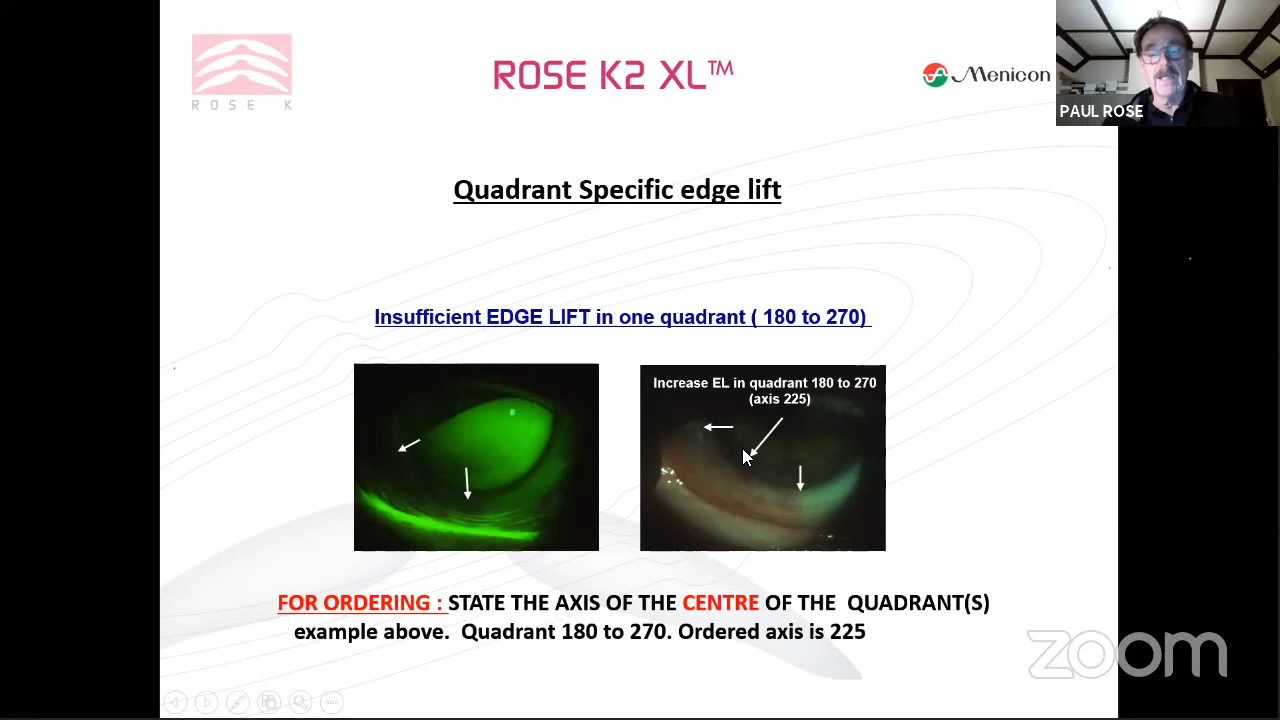 ROSE K
ROSE K2 XL™
Menicon
PAUL ROSE
Quadrant Specific edge lift
Insufficient EDGE LIFT in one quadrant ( 180 to 270)
Increase EL in quadrant 180 to 270
(axis 225)
FOR ORDERING : STATE THE AXIS OF THE CENTRE OF THE QUADRANT(S)
example above. Quadrant 180 to 270. Ordered axis is 225
zoom